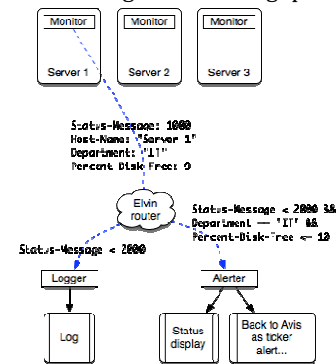 Monitor
Monitor
Monitor
Server 1
Server 2
Server 3
Status-Message: 1000
Host-Name: "Server 1"
Department: "IT"
Percent-Disk-Free: 9
Elvin
router
Status-Message < 2000 &&
Department == "IT" &&
Percent-Disk-Free <= 10
Status-Message < 2000
Logger
Alerter
Log
Status
display
Back to Avis
as ticker
alert...